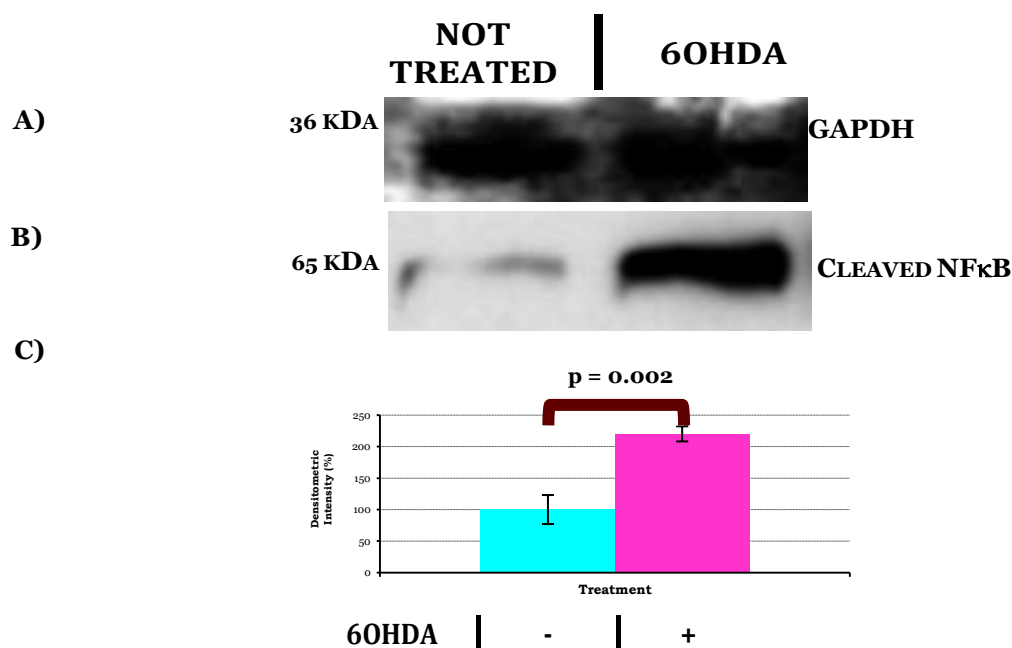 NOT
TREATED
6OHDA
A)
36 KDA
GAPDH
B)
65 KDA
CLEAVED NFκB
C)
p = 0.002
Densitometric
Intensity (%)
250
200
150
100
50
0
Treatment
6OHDA - +